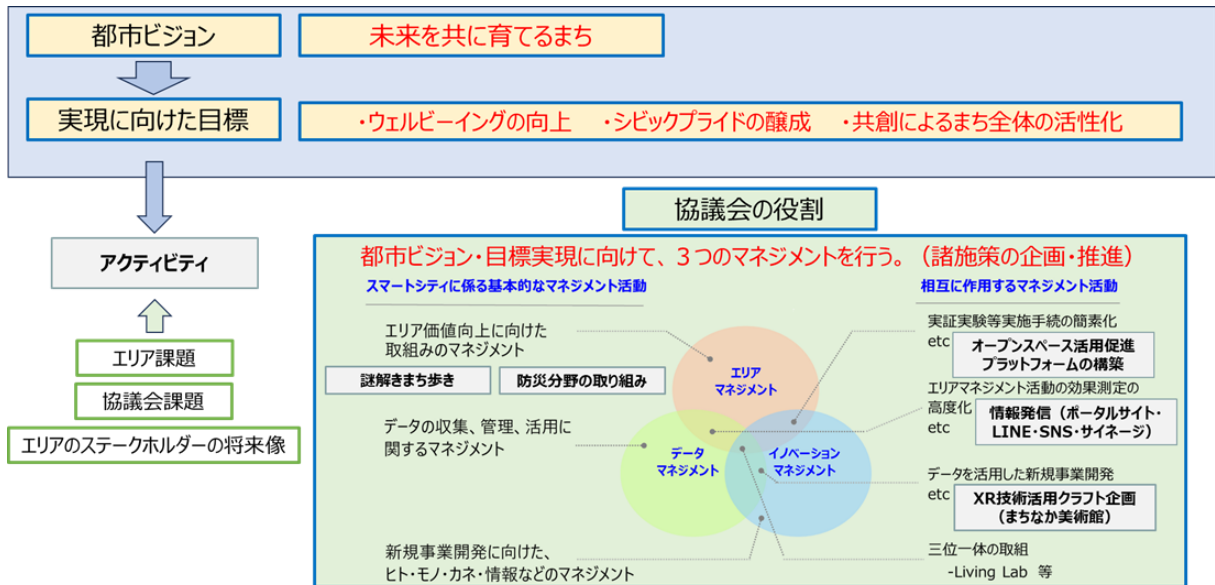 都市ビジョン
未来を共に育てるまち
実現に向けた目標
・ウェルビーイングの向上　・シビックプライドの醸成　・共創によるまち全体の活性化
アクティビティ
エリア課題
協議会課題
エリアのステークホルダーの将来像
協議会の役割
都市ビジョン・目標実現に向けて、３つのマネジメントを行う。（諸施策の企画・推進）
スマートシティに係る基本的なマネジメント活動
エリア価値向上に向けた
取組みのマネジメント
謎解きまち歩き
防災分野の取り組み
データの収集、管理、活用に
関するマネジメント
新規事業開発に向けた、
ヒト・モノ・カネ・情報などのマネジメント
エリア
マネジメント
データ
マネジメント
イノベーション
マネジメント
相互に作用するマネジメント活動
実証実験等実施手続の簡素化
etc
オープンスペース活用促進
プラットフォームの構築
エリアマネジメント活動の効果測定の
高度化
etc
情報発信（ポータルサイト・
LINE・SNS・サイネージ）
データを活用した新規事業開発
etc
XR技術活用クラフト企画
（まちなか美術館）
三位一体の取組
-Living Lab 等